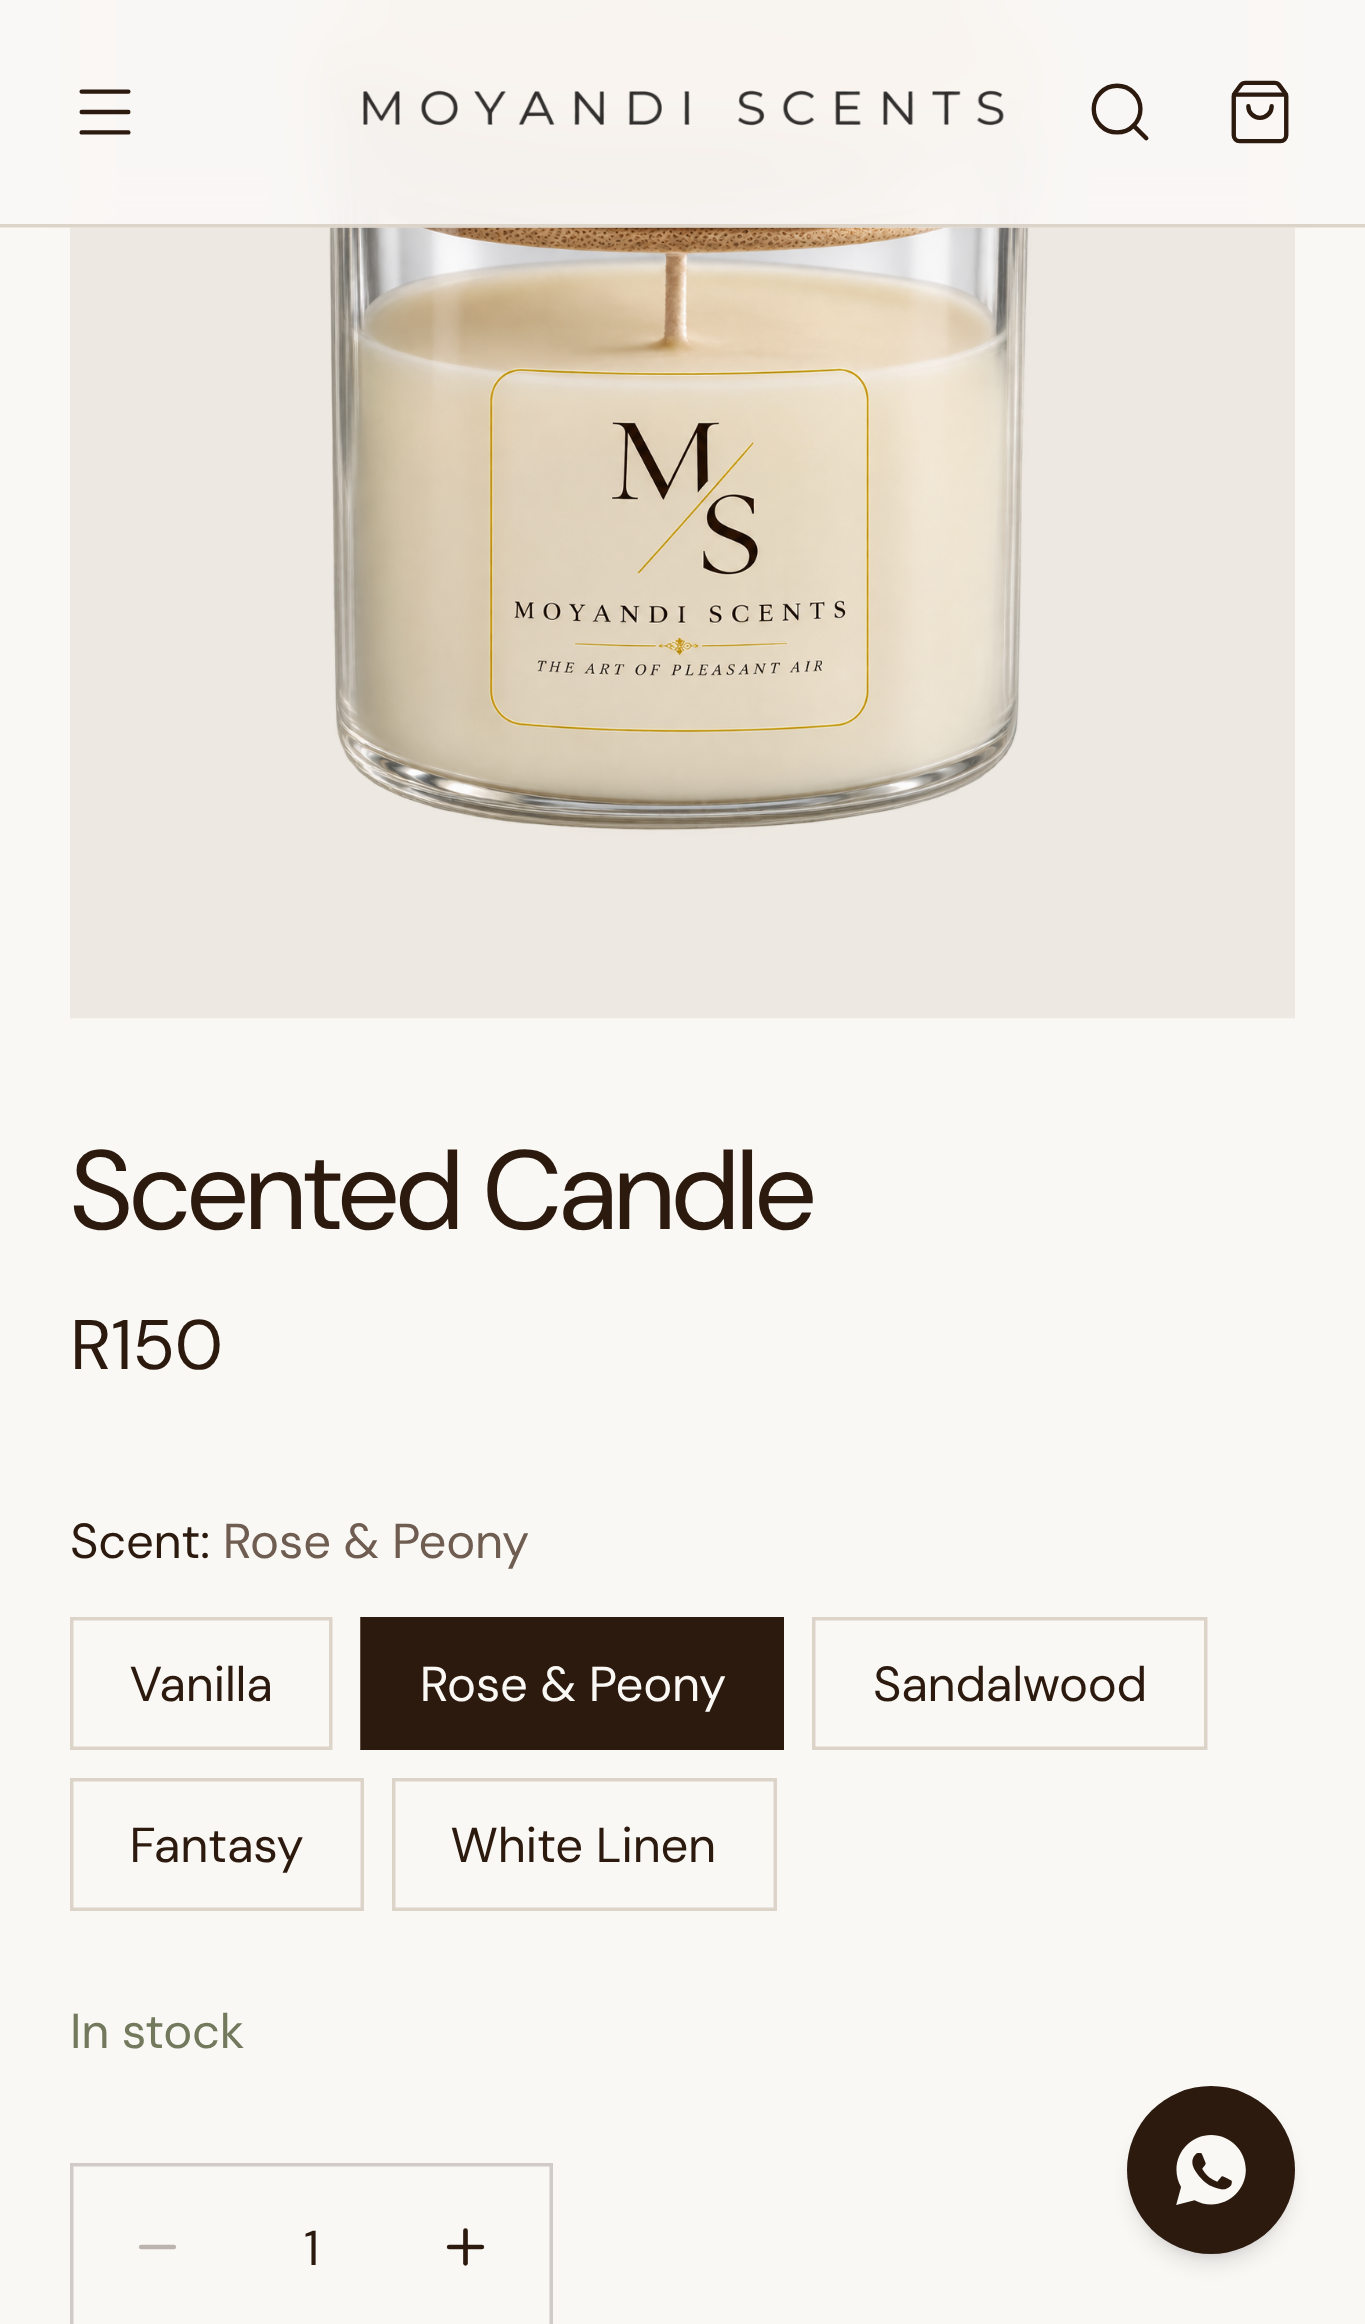 MOYANDI SCENTS
M
S
MOYANDI SCENTS
THE ART OF PLEASANT AIR
Scented Candle
R150
Scent: Rose & Peony
Vanilla
Rose & Peony
Sandalwood
Fantasy
White Linen
In stock
1